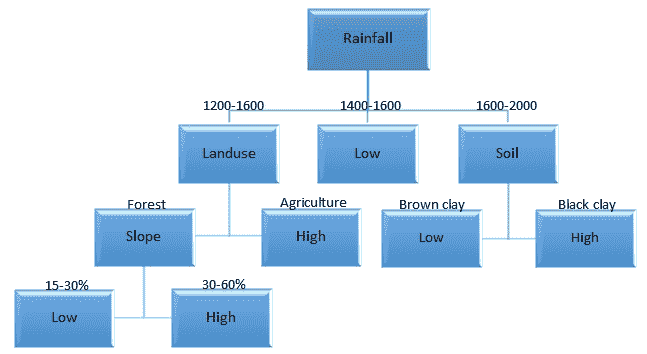 Rainfall
1200-1600
1400-1600
1600-2000
Landuse
Low
Soil
Forest
Agriculture
Brown clay
Black clay
Slope
High
Low
High
15-30%
30-60%
Low
High